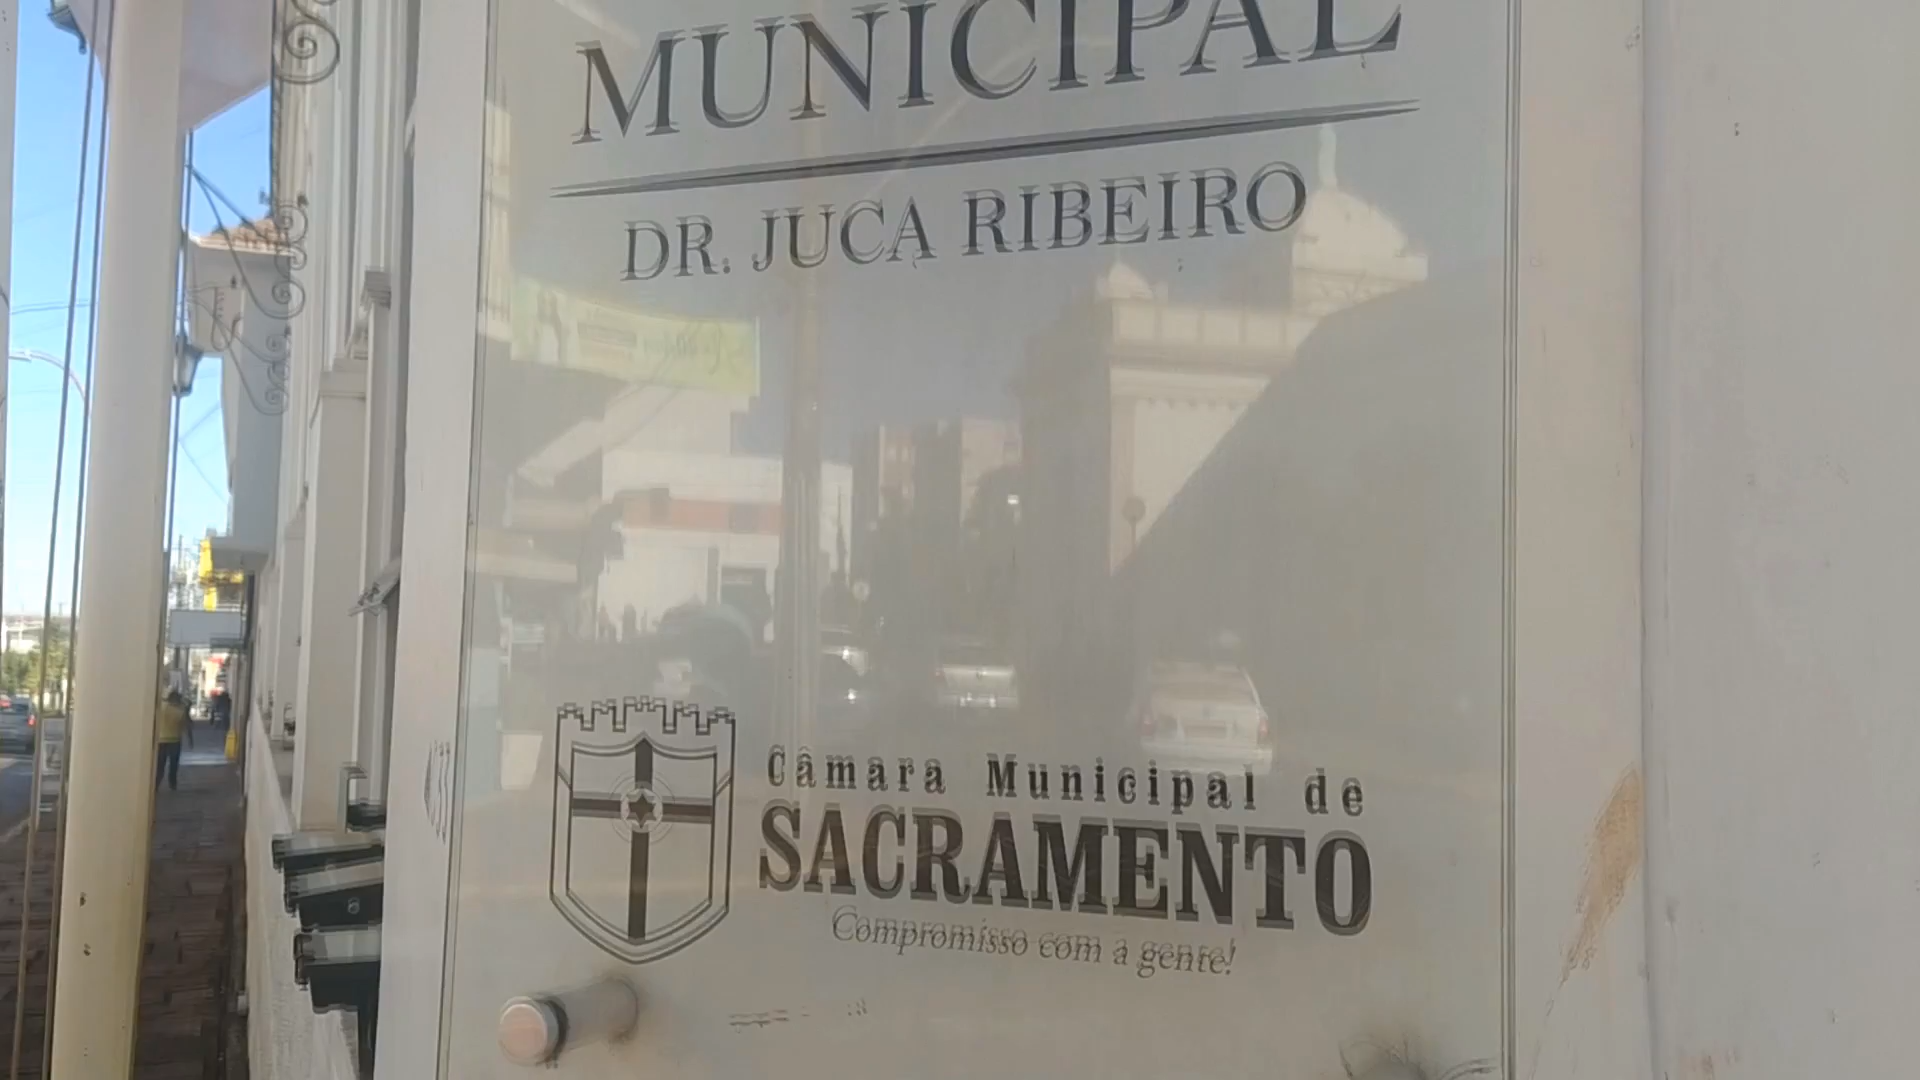 MUNICIPAL
DR. JUCA RIBEIRO
Câmara Municipal de
SACRAMENTO
Compromisso com a gente!